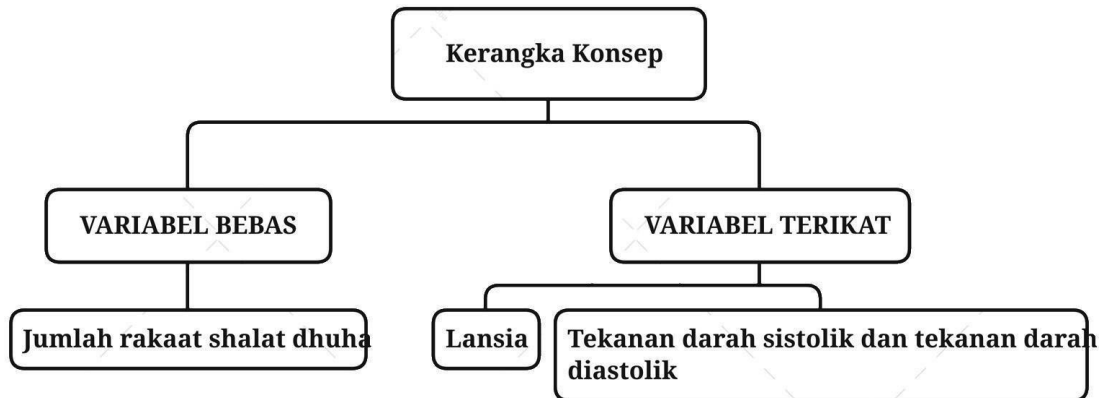 Kerangka Konsep
VARIABEL BEBAS
VARIABEL TERIKAT
Jumlah rakaat shalat dhuha
Lansia
Tekanan darah sistolik dan tekanan darah
diastolik